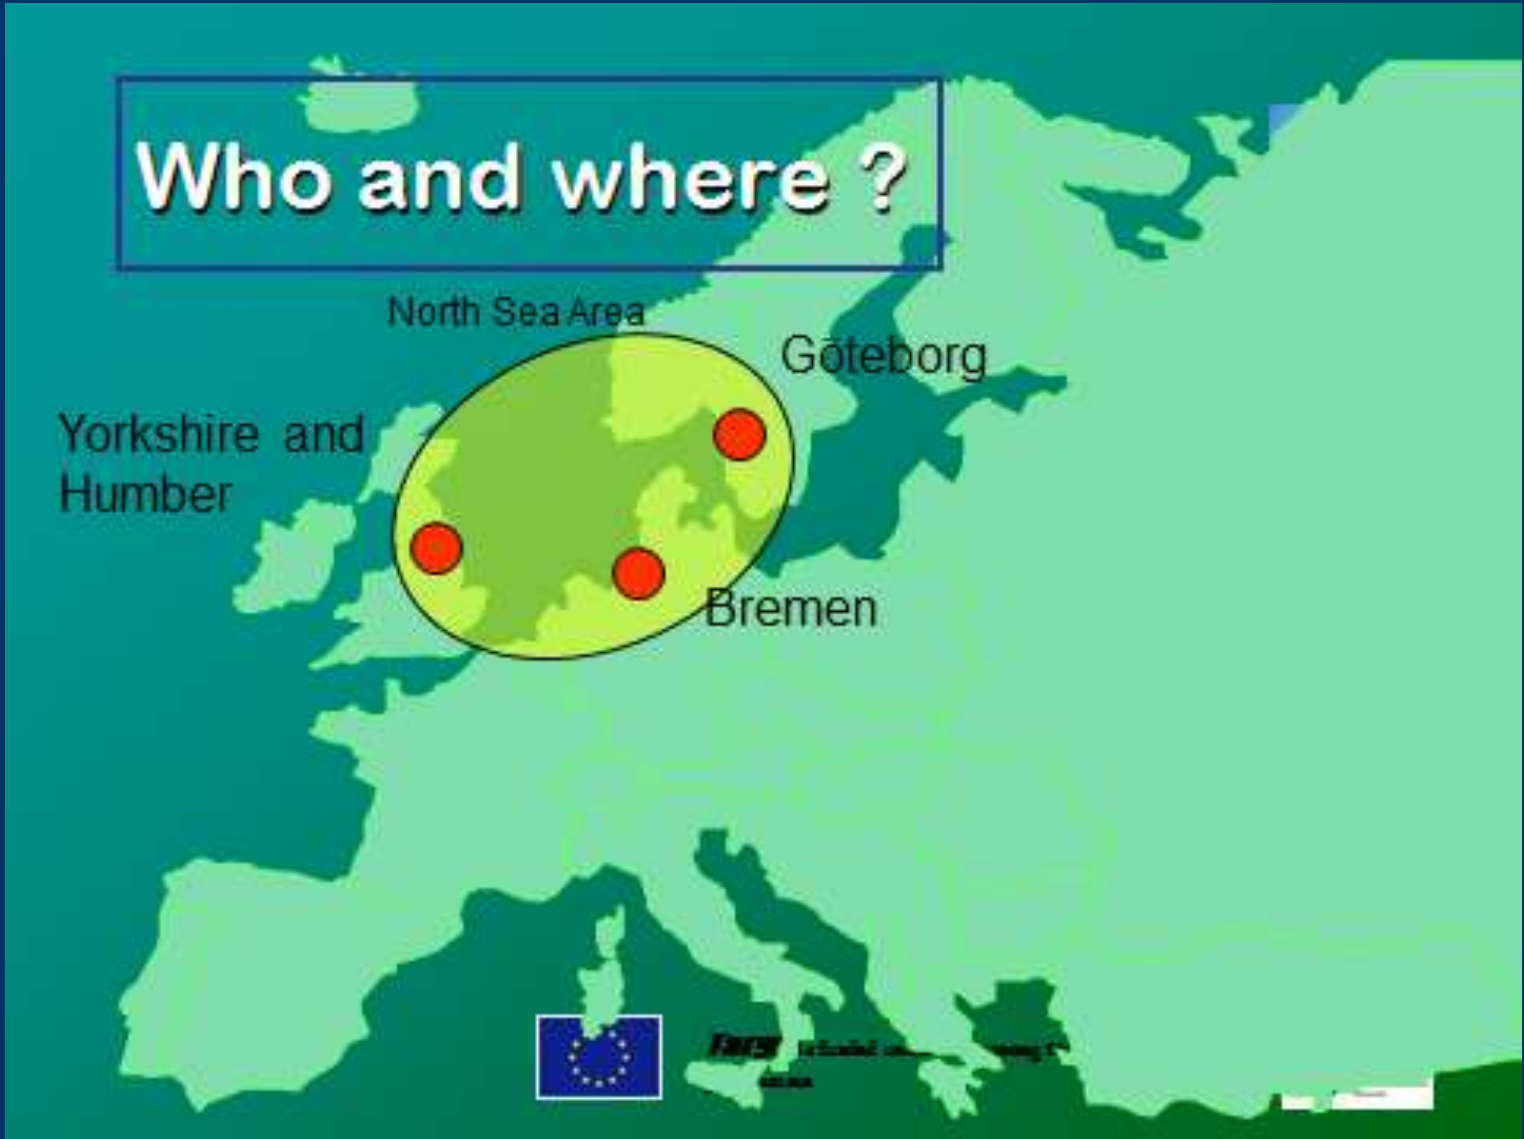 Who and where ?
North Sea Area
Göteborg
Yorkshire and
Humber
Bremen